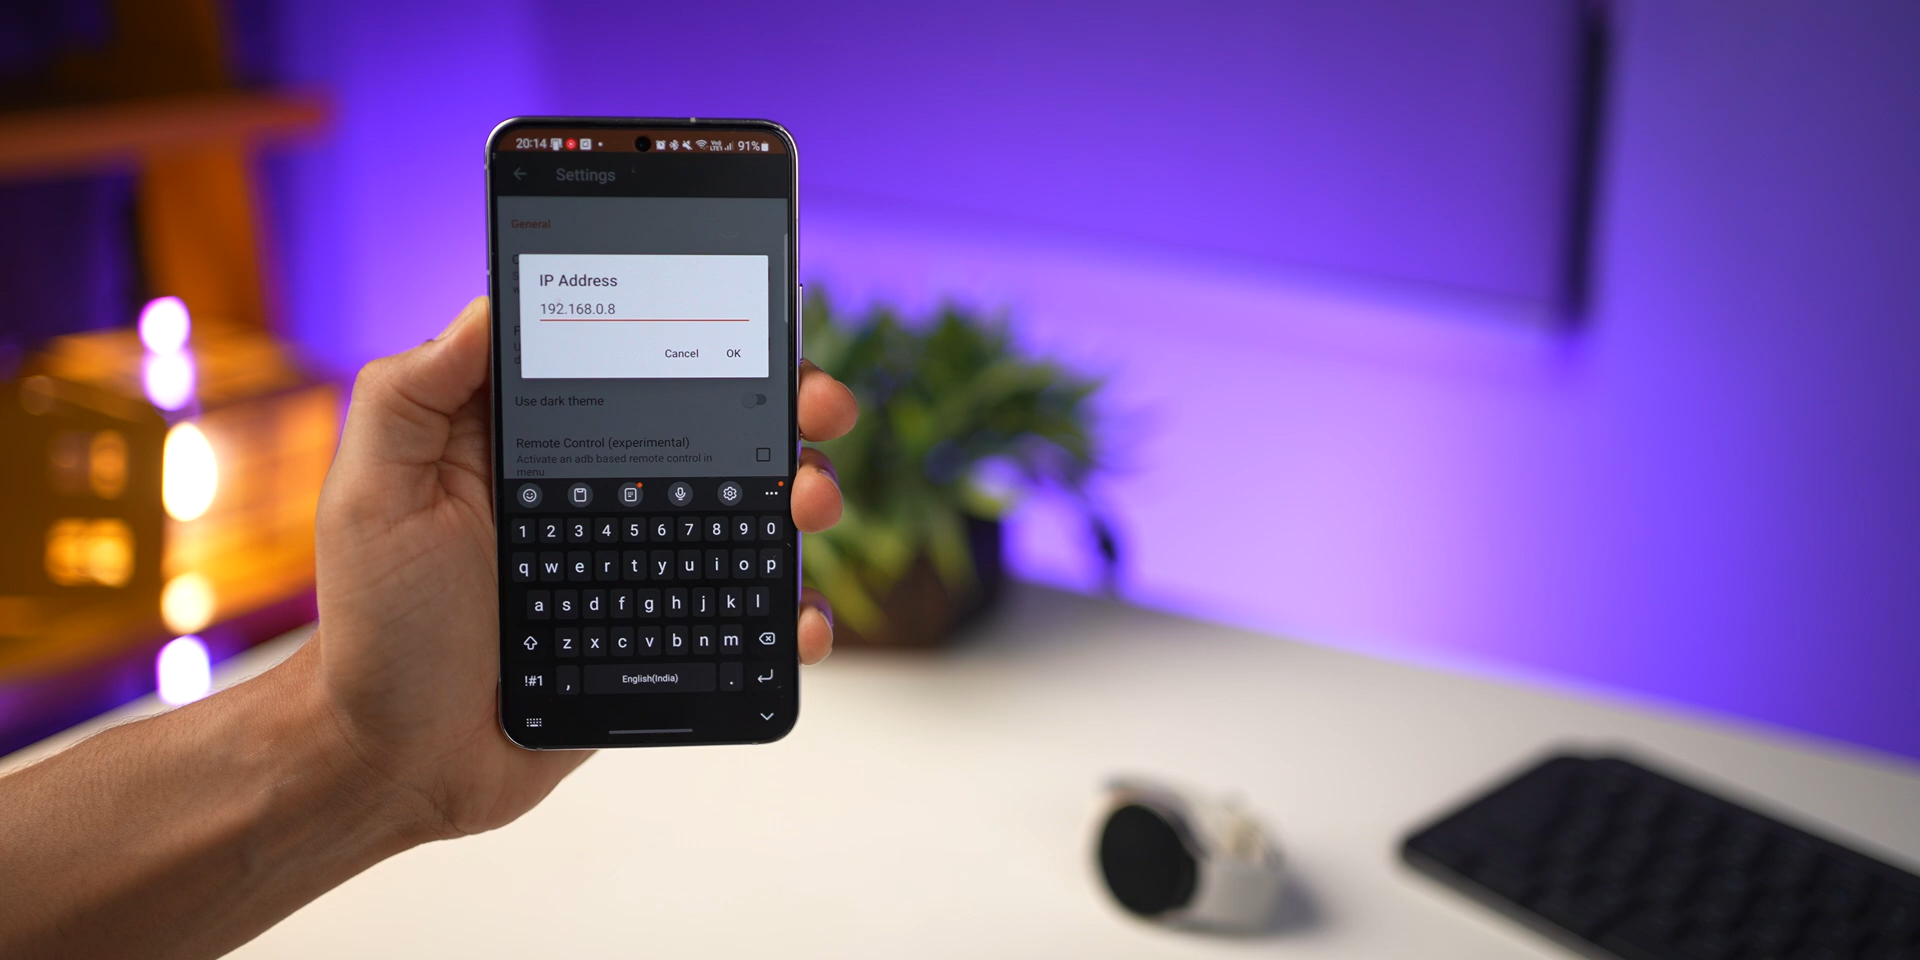 20:14 91%
Settings
General
IP Address
192.168.0.8
Cancel OK
Use dark theme
Remote Control (experimental)
Activate an adb based remote control in
menu
1 2 3 4 5 6 7 8 9 0
q w e r t y u i o p
a s d f g h j k l
z x c v b n m
!#1 , English(India) .